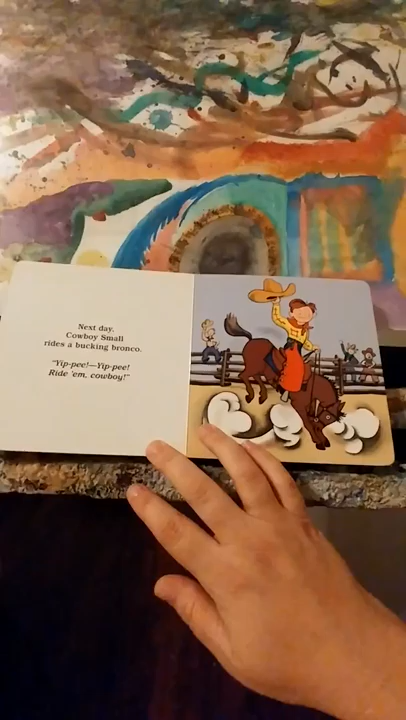 Next day,
Cowboy Small
rides a bucking bronco.
"Yip-pee!—Yip-pee!
Ride 'em, cowboy!"